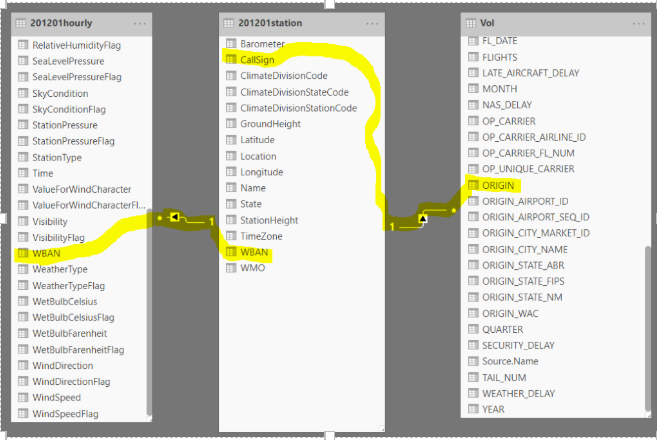 201201hourly
RelativeHumidityFlag
SeaLevelPressure
SeaLevelPressureFlag
SkyCondition
SkyConditionFlag
StationPressure
StationPressureFlag
StationType
Time
ValueForWindCharacter
ValueForWindCharacterFl...
Visibility
VisibilityFlag
WBAN
WeatherType
WeatherTypeFlag
WetBulbCelsius
WetBulbCelsiusFlag
WetBulbFarenheit
WetBulbFarenheitFlag
WindDirection
WindDirectionFlag
WindSpeed
WindSpeedFlag
* 1
201201station
Barometer
CallSign
ClimateDivisionCode
ClimateDivisionStateCode
ClimateDivisionStationCode
GroundHeight
Latitude
Location
Longitude
Name
State
StationHeight
TimeZone
WBAN
WMO
1 *
Vol
FL_DATE
FLIGHTS
LATE_AIRCRAFT_DELAY
MONTH
NAS_DELAY
OP_CARRIER
OP_CARRIER_AIRLINE_ID
OP_CARRIER_FL_NUM
OP_UNIQUE_CARRIER
ORIGIN
ORIGIN_AIRPORT_ID
ORIGIN_AIRPORT_SEQ_ID
ORIGIN_CITY_MARKET_ID
ORIGIN_CITY_NAME
ORIGIN_STATE_ABR
ORIGIN_STATE_FIPS
ORIGIN_STATE_NM
ORIGIN_WAC
QUARTER
SECURITY_DELAY
Source.Name
TAIL_NUM
WEATHER_DELAY
YEAR